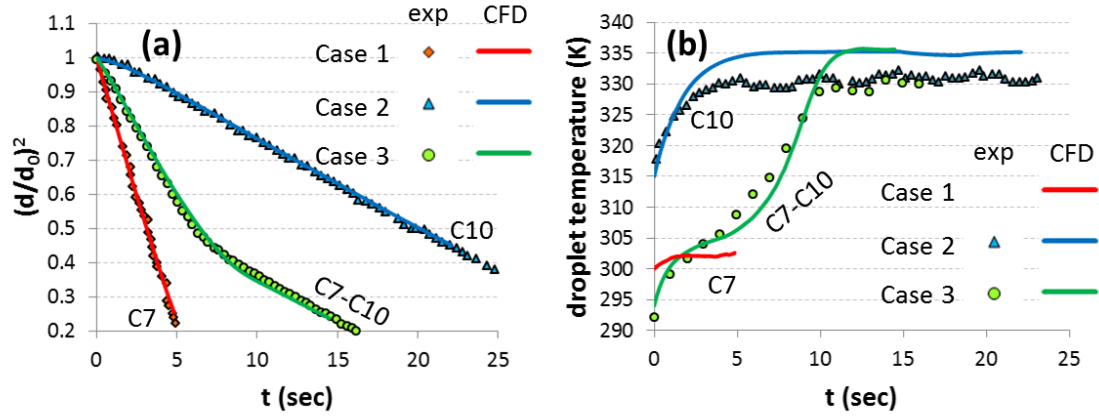 (a)
exp CFD
Case 1
Case 2
Case 3
C10
C7
C7-C10
(d/d₀)²
1.1
1
0.9
0.8
0.7
0.6
0.5
0.4
0.3
0.2
0 5 10 15 20 25
t (sec)
(b)
C10
C7-C10
C7
exp CFD
Case 1
Case 2
Case 3
droplet temperature (K)
340
335
330
325
320
315
310
305
300
295
290
0 5 10 15 20 25
t (sec)